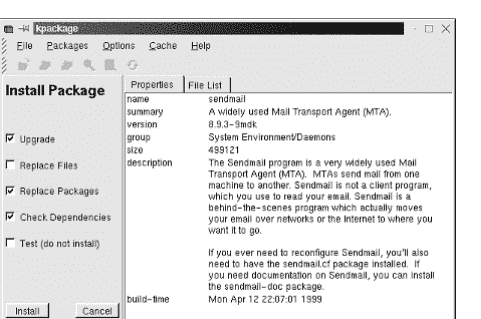 kpackage
File Packages Options Cache Help
Install Package
Upgrade
Replace Files
Replace Packages
Check Dependencies
Test (do not install)
Install Cancel
Properties File List
name sendmail
summary A widely used Mail Transport Agent (MTA).
version 8.9.3-9mdk
group System Environment/Daemons
size 499121
description The Sendmail program is a very widely used Mail
Transport Agent (MTA). MTAs send mail from one
machine to another. Sendmail is not a client program,
which you use to read your email. Sendmail is a
behind-the-scenes program which actually moves
your email over networks or the Internet to where you
want it to go.
If you ever need to reconfigure Sendmail, you'll also
need to have the sendmail.cf package installed. If
you need documentation on Sendmail, you can install
the sendmail-doc package.
build-time Mon Apr 12 22:07:01 1999